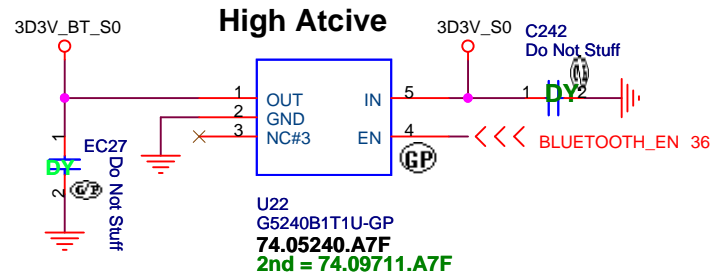 High Atcive
3D3V_BT_S0
3D3V_S0
C242
Do Not Stuff
1
DY
2
1
OUT
IN
5
2
GND
3
NC#3
EN
4
BLUETOOTH_EN 36
GP
1
EC27
DY
2
G/P
Do Not Stuff
U22
G5240B1T1U-GP
74.05240.A7F
2nd = 74.09711.A7F